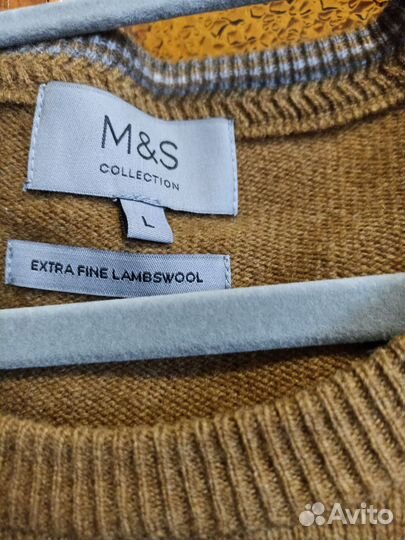 M&S
COLLECTION
L
EXTRA FINE LAMBSWOOL
Avito